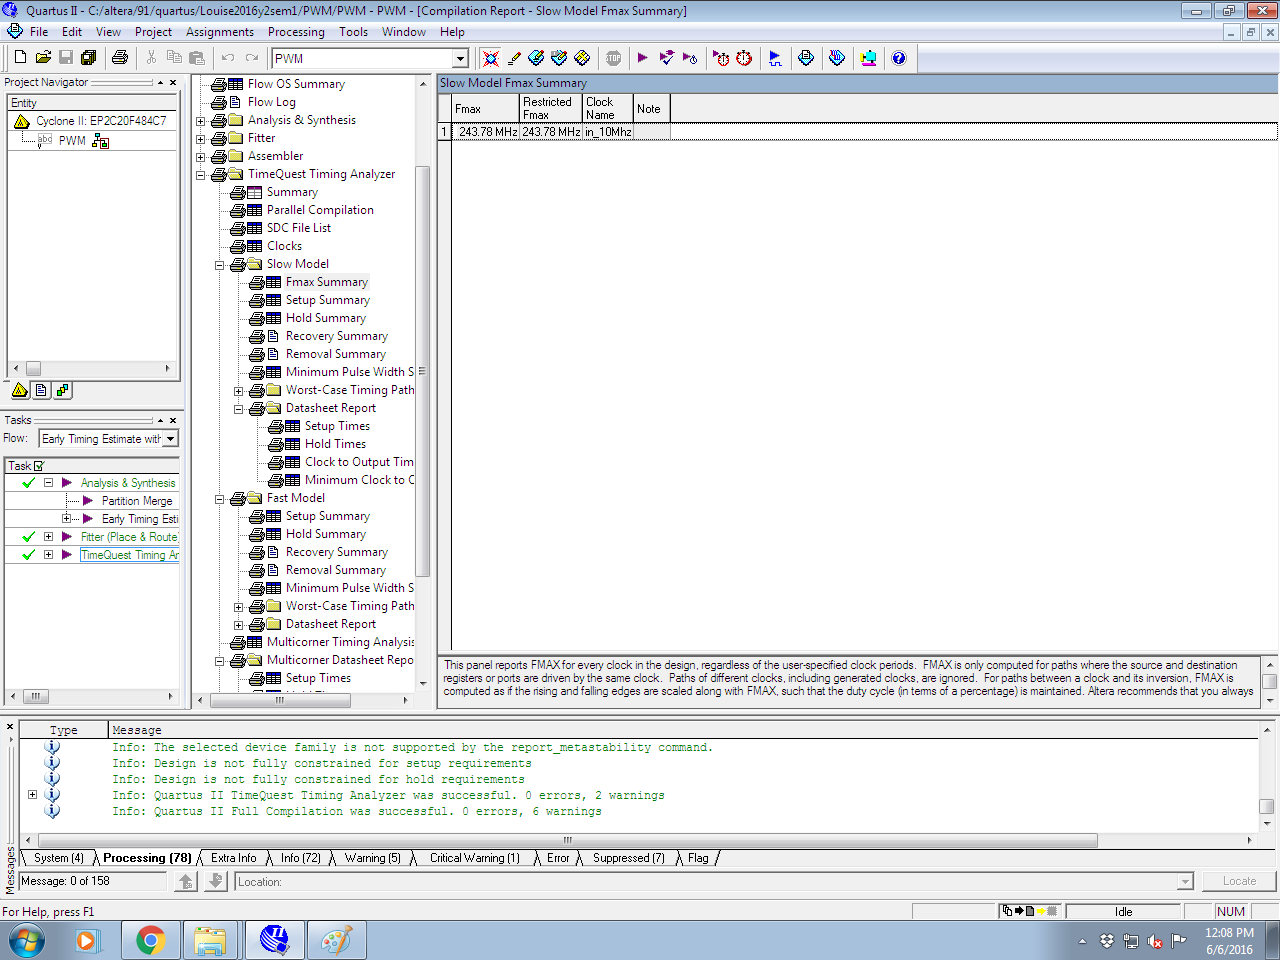 Quartus II - C:/altera/91/quartus/Louise2016y2sem1/PWM/PWM - PWM - [Compilation Report - Slow Model Fmax Summary]
File Edit View Project Assignments Processing Tools Window Help
PWM
Project Navigator
Entity
Cyclone II: EP2C20F484C7
abc PWM
Tasks
Flow: Early Timing Estimate with
Task
Analysis & Synthesis
Partition Merge
Early Timing Esti
Fitter (Place & Route)
TimeQuest Timing Ar
Flow OS Summary
Flow Log
Analysis & Synthesis
Fitter
Assembler
TimeQuest Timing Analyzer
Summary
Parallel Compilation
SDC File List
Clocks
Slow Model
Fmax Summary
Setup Summary
Hold Summary
Recovery Summary
Removal Summary
Minimum Pulse Width S
Worst-Case Timing Path
Datasheet Report
Setup Times
Hold Times
Clock to Output Tim
Minimum Clock to C
Fast Model
Setup Summary
Hold Summary
Recovery Summary
Removal Summary
Minimum Pulse Width S
Worst-Case Timing Path
Datasheet Report
Multicorner Timing Analysis
Multicorner Datasheet Repo
Setup Times
Slow Model Fmax Summary
Fmax Restricted Fmax Clock Name Note
1 243.78 MHz 243.78 MHz in_10Mhz
This panel reports FMAX for every clock in the design, regardless of the user-specified clock periods. FMAX is only computed for paths where the source and destination
registers or ports are driven by the same clock. Paths of different clocks, including generated clocks, are ignored. For paths between a clock and its inversion, FMAX is
computed as if the rising and falling edges are scaled along with FMAX, such that the duty cycle (in terms of a percentage) is maintained. Altera recommends that you always
Type Message
Info: The selected device family is not supported by the report_metastability command.
Info: Design is not fully constrained for setup requirements
Info: Design is not fully constrained for hold requirements
Info: Quartus II TimeQuest Timing Analyzer was successful. 0 errors, 2 warnings
Info: Quartus II Full Compilation was successful. 0 errors, 6 warnings
System (4) Processing (78) Extra Info Info (72) Warning (5) Critical Warning (1) Error Suppressed (7) Flag
Messages
Message: 0 of 158 Location: Locate
For Help, press F1 Idle NUM
12:08 PM
6/6/2016